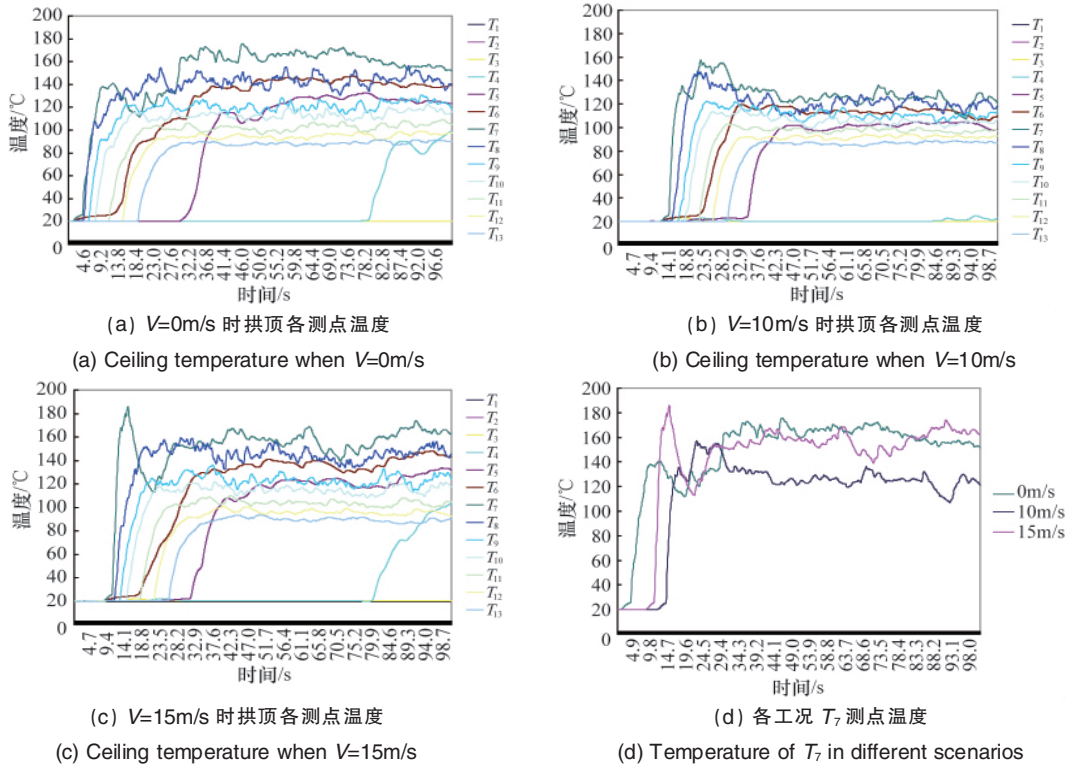 200
180
160
140
120
100
80
60
40
20
0
温度/℃
4.6
9.2
13.8
18.4
23.0
27.6
32.2
36.8
41.4
46.0
50.6
55.2
59.8
64.4
69.0
73.6
78.2
82.8
87.4
92.0
96.6
时间/s
T1
T2
T3
T4
T5
T6
T7
T8
T9
T10
T11
T12
T13
(a) V=0m/s 时拱顶各测点温度
(a) Ceiling temperature when V=0m/s
200
180
160
140
120
100
80
60
40
20
0
温度/℃
4.7
9.4
14.1
18.8
23.5
28.2
32.9
37.6
42.3
47.0
51.7
56.4
61.1
65.8
70.5
75.2
79.9
84.6
89.3
94.0
98.7
时间/s
T1
T2
T3
T4
T5
T6
T7
T8
T9
T10
T11
T12
T13
(b) V=10m/s 时拱顶各测点温度
(b) Ceiling temperature when V=10m/s
200
180
160
140
120
100
80
60
40
20
0
温度/℃
4.7
9.4
14.1
18.8
23.5
28.2
32.9
37.6
42.3
47.0
51.7
56.4
61.1
65.8
70.5
75.2
79.9
84.6
89.3
94.0
98.7
时间/s
T1
T2
T3
T4
T5
T6
T7
T8
T9
T10
T11
T12
T13
(c) V=15m/s 时拱顶各测点温度
(c) Ceiling temperature when V=15m/s
200
180
160
140
120
100
80
60
40
20
0
温度/℃
4.9
9.8
14.7
19.6
24.5
29.4
34.3
39.2
44.1
49.0
53.9
58.8
63.7
68.6
73.5
78.4
83.3
88.2
93.1
98.0
时间/s
0m/s
10m/s
15m/s
(d) 各工况 T7 测点温度
(d) Temperature of T7 in different scenarios